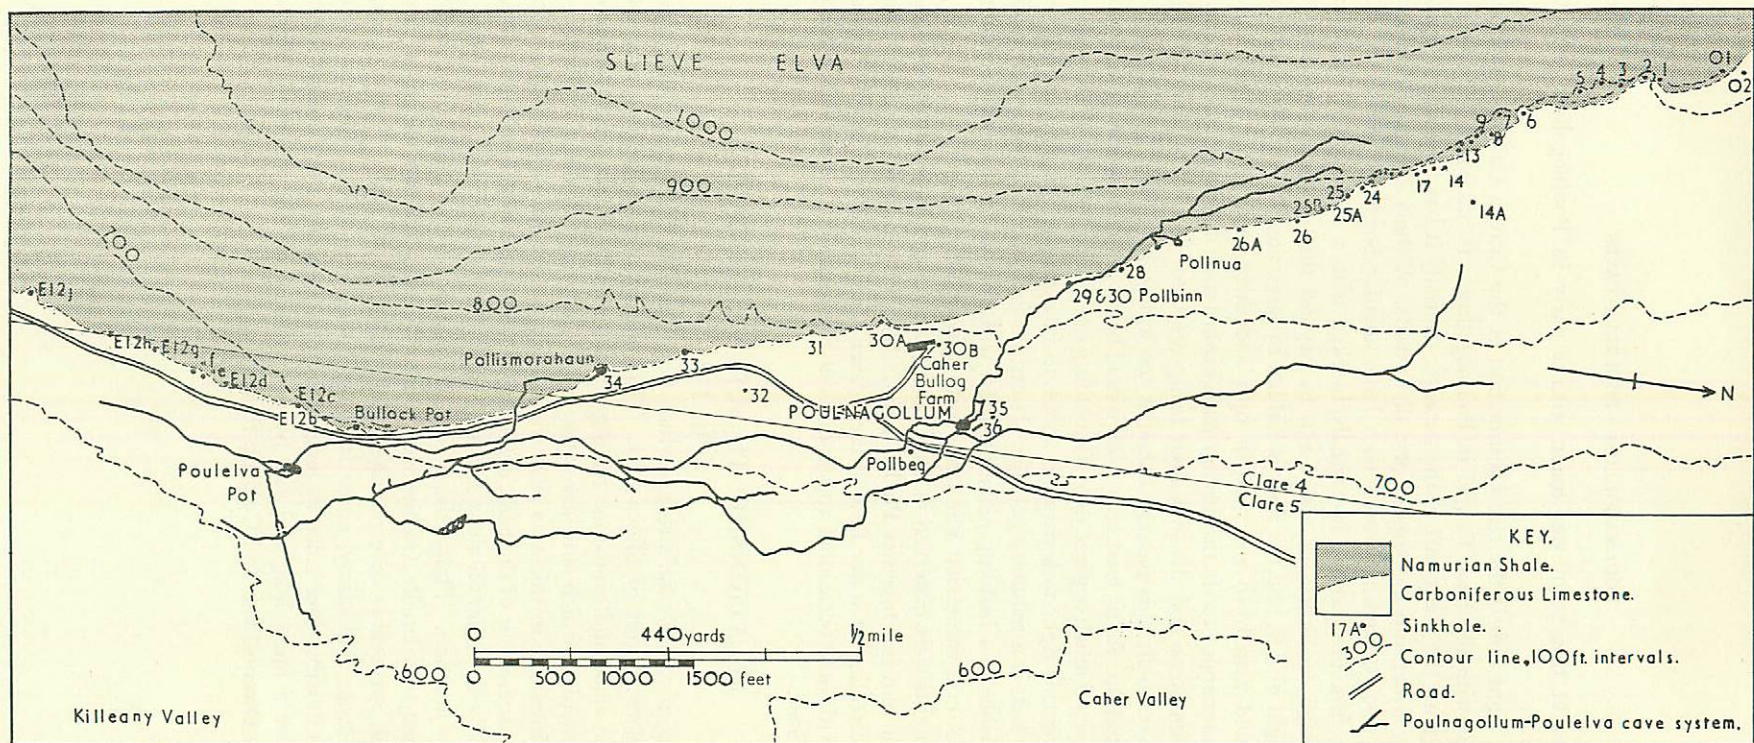 SLIEVE ELVA
1000
900
800
700
O1
O2
1
2
3
4
5
6
7
8
9
13
14
17
14A
24
25
25A
25B
26
26A
Pollnua
28
29 & 30 Pollbinn
E12j
E12h
E12g
f
e
E12d
E12c
E12b
Bullock Pot
Pollismorahaun
34
33
31
32
30A
30B
Caher
Bullog
Farm
POULNAGOLLUM
35
36
Pollbeg
Poulelva
Pot
N
Clare 4
Clare 5
700
600
600
0 440 yards 1/2 mile
0 500 1000 1500 feet
Killeany Valley
Caher Valley
KEY.
Namurian Shale.
Carboniferous Limestone.
17A Sinkhole.
300 Contour line, 100ft. intervals.
Road.
Poulnagollum-Poulelva cave system.